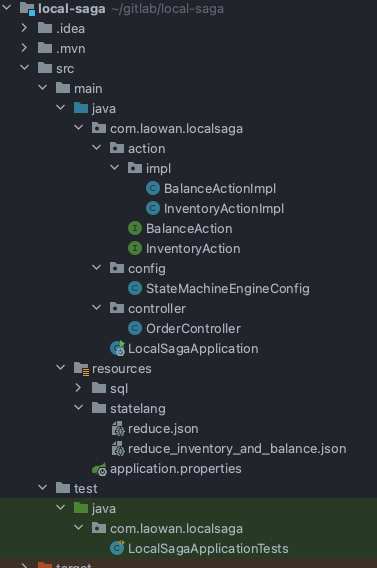 local-saga ~/gitlab/local-saga
.idea
.mvn
src
main
java
com.laowan.localsaga
action
impl
BalanceActionImpl
InventoryActionImpl
BalanceAction
InventoryAction
config
StateMachineEngineConfig
controller
OrderController
LocalSagaApplication
resources
sql
statelang
reduce.json
reduce_inventory_and_balance.json
application.properties
test
java
com.laowan.localsaga
LocalSagaApplicationTests
target